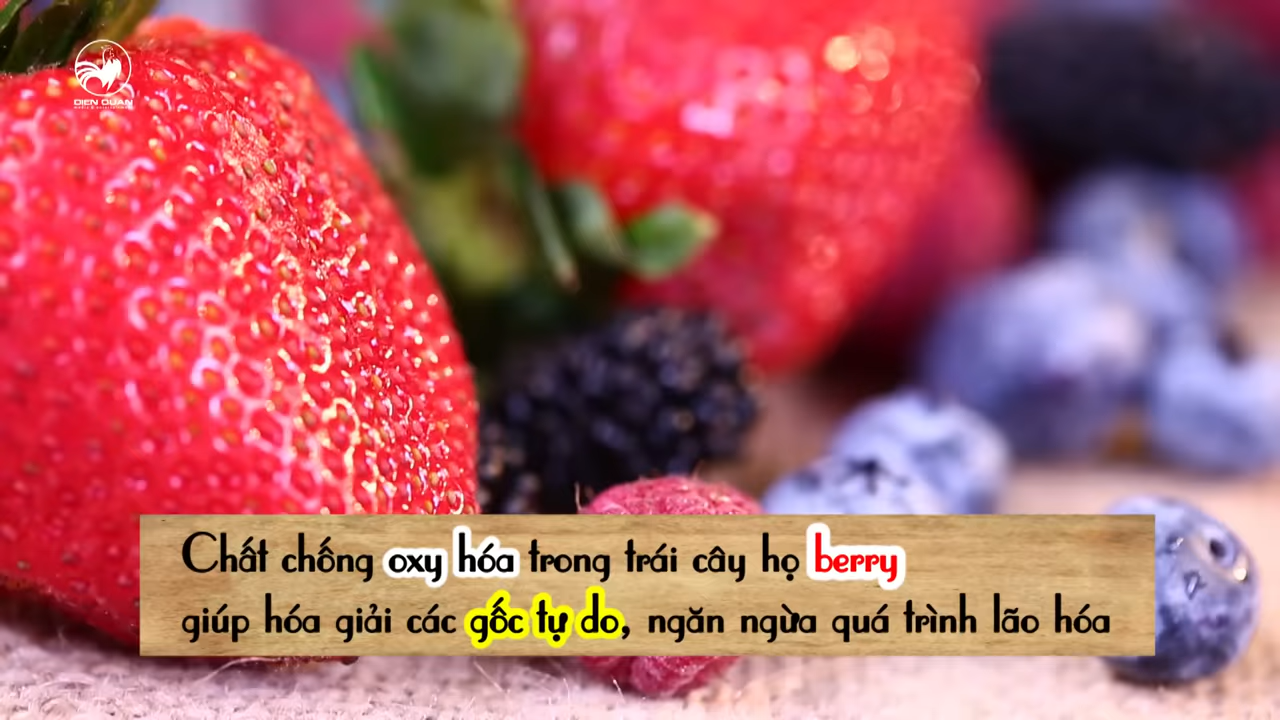 DIEN QUAN
Chất chống oxy hóa trong trái cây họ berry
giúp hóa giải các gốc tự do, ngăn ngừa quá trình lão hóa